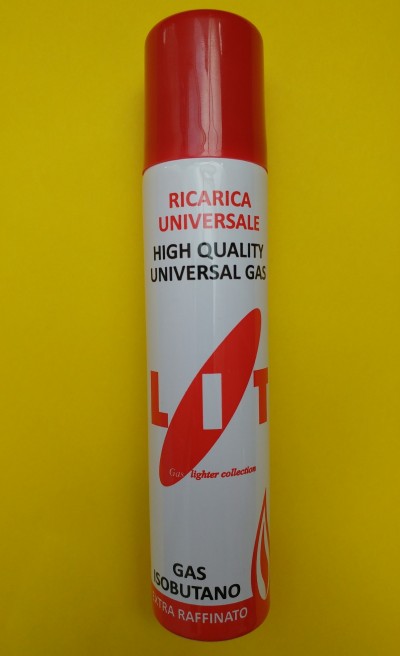 RICARICA
UNIVERSALE
HIGH QUALITY
UNIVERSAL GAS
LIT
Gas lighter collection
GAS
ISOBUTANO
EXTRA RAFFINATO